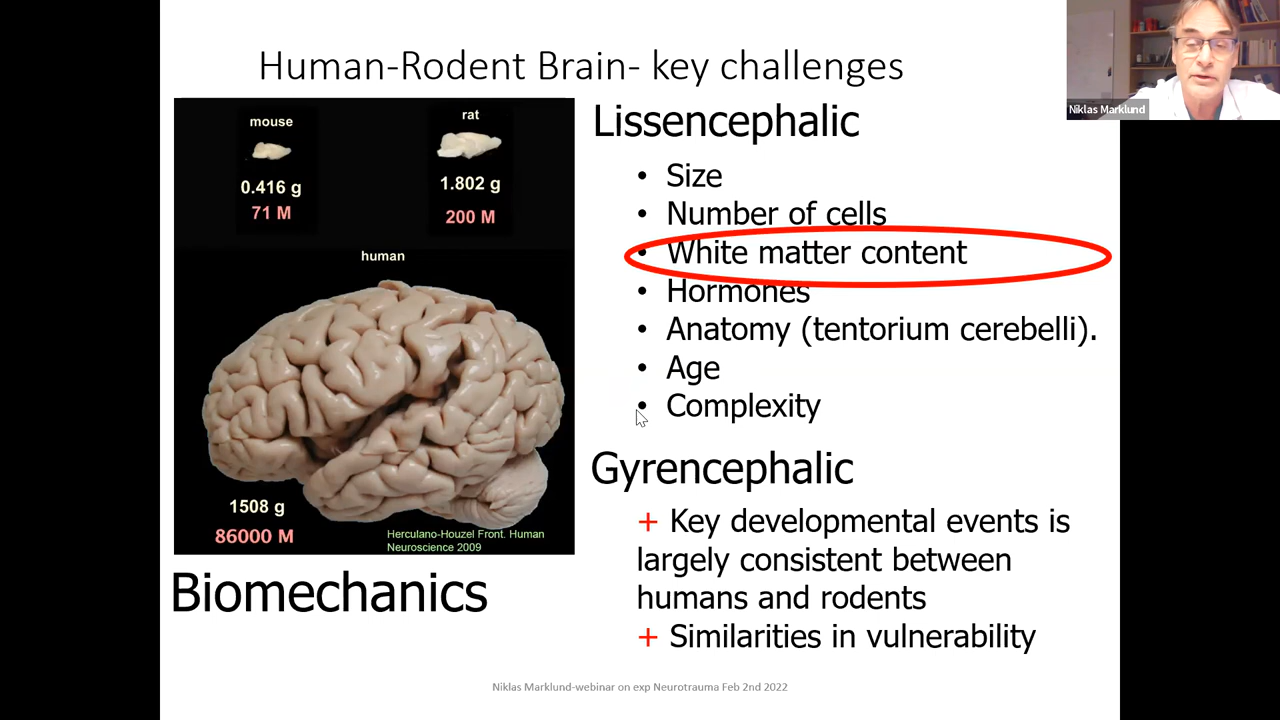 Human-Rodent Brain- key challenges
mouse
0.416 g
71 M
rat
1.802 g
200 M
human
1508 g
86000 M
Herculano-Houzel Front. Human
Neuroscience 2009
Biomechanics
Lissencephalic
• Size
• Number of cells
• White matter content
• Hormones
• Anatomy (tentorium cerebelli).
• Age
• Complexity
Gyrencephalic
+ Key developmental events is
largely consistent between
humans and rodents
+ Similarities in vulnerability
Niklas Marklund-webinar on exp Neurotrauma Feb 2nd 2022
Niklas Marklund